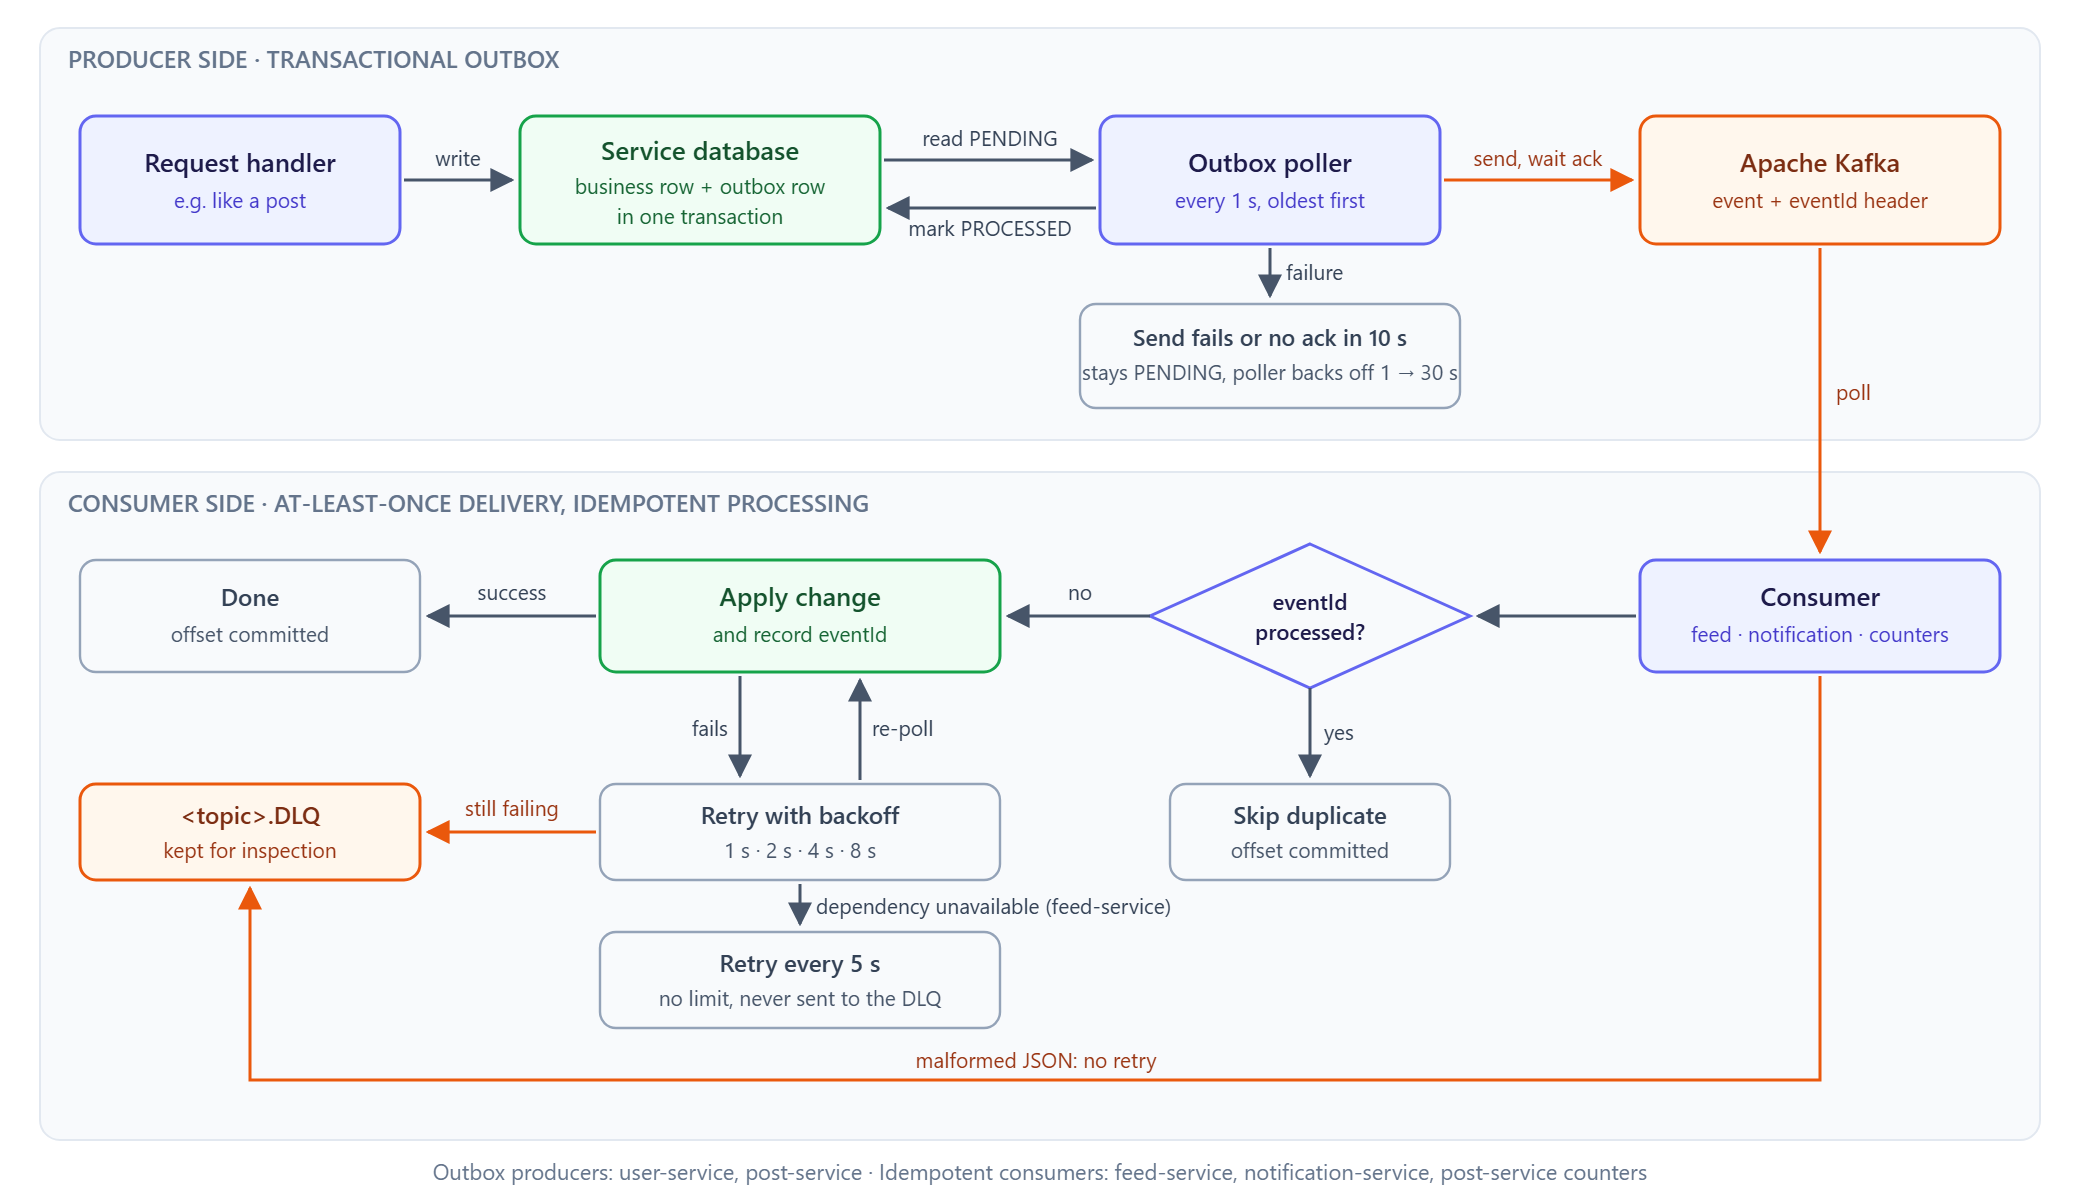 PRODUCER SIDE · TRANSACTIONAL OUTBOX
Request handler
e.g. like a post
write
Service database
business row + outbox row
in one transaction
read PENDING
mark PROCESSED
Outbox poller
every 1 s, oldest first
send, wait ack
Apache Kafka
event + eventId header
failure
Send fails or no ack in 10 s
stays PENDING, poller backs off 1 → 30 s
poll
CONSUMER SIDE · AT-LEAST-ONCE DELIVERY, IDEMPOTENT PROCESSING
Done
offset committed
success
Apply change
and record eventId
no
eventId
processed?
Consumer
feed · notification · counters
fails
re-poll
yes
<topic>.DLQ
kept for inspection
still failing
Retry with backoff
1 s · 2 s · 4 s · 8 s
Skip duplicate
offset committed
dependency unavailable (feed-service)
Retry every 5 s
no limit, never sent to the DLQ
malformed JSON: no retry
Outbox producers: user-service, post-service · Idempotent consumers: feed-service, notification-service, post-service counters